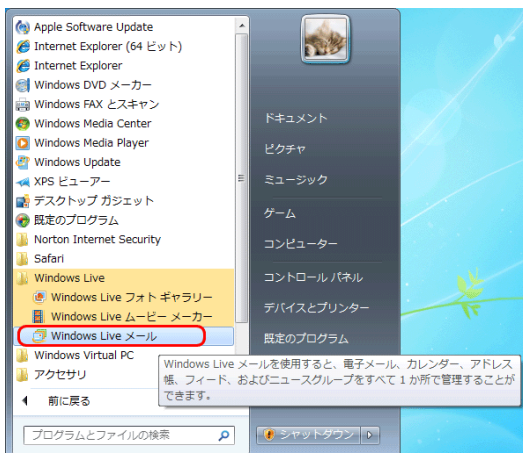 Apple Software Update
Internet Explorer (64 ビット)
Internet Explorer
Windows DVD メーカー
Windows FAX とスキャン
Windows Media Center
Windows Media Player
Windows Update
XPS ビューアー
デスクトップ ガジェット
既定のプログラム
Norton Internet Security
Safari
Windows Live
Windows Live フォト ギャラリー
Windows Live ムービー メーカー
Windows Live メール
Windows Virtual PC
アクセサリ
前に戻る
プログラムとファイルの検索
ドキュメント
ピクチャ
ミュージック
ゲーム
コンピューター
コントロール パネル
デバイスとプリンター
既定のプログラム
Windows Live メールを使用すると、電子メール、カレンダー、アドレス
帳、フィード、およびニュースグループをすべて 1 か所で管理することが
できます。
シャットダウン